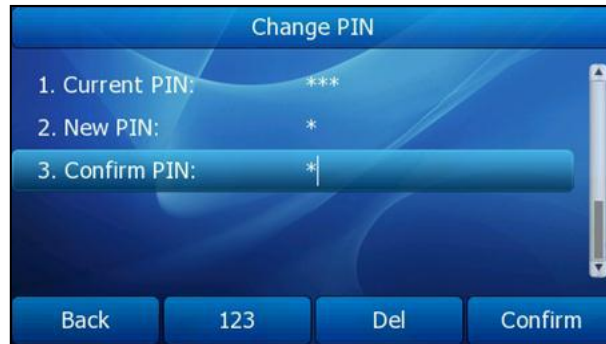 Change PIN
1. Current PIN: ***
2. New PIN: *
3. Confirm PIN: *
Back 123 Del Confirm